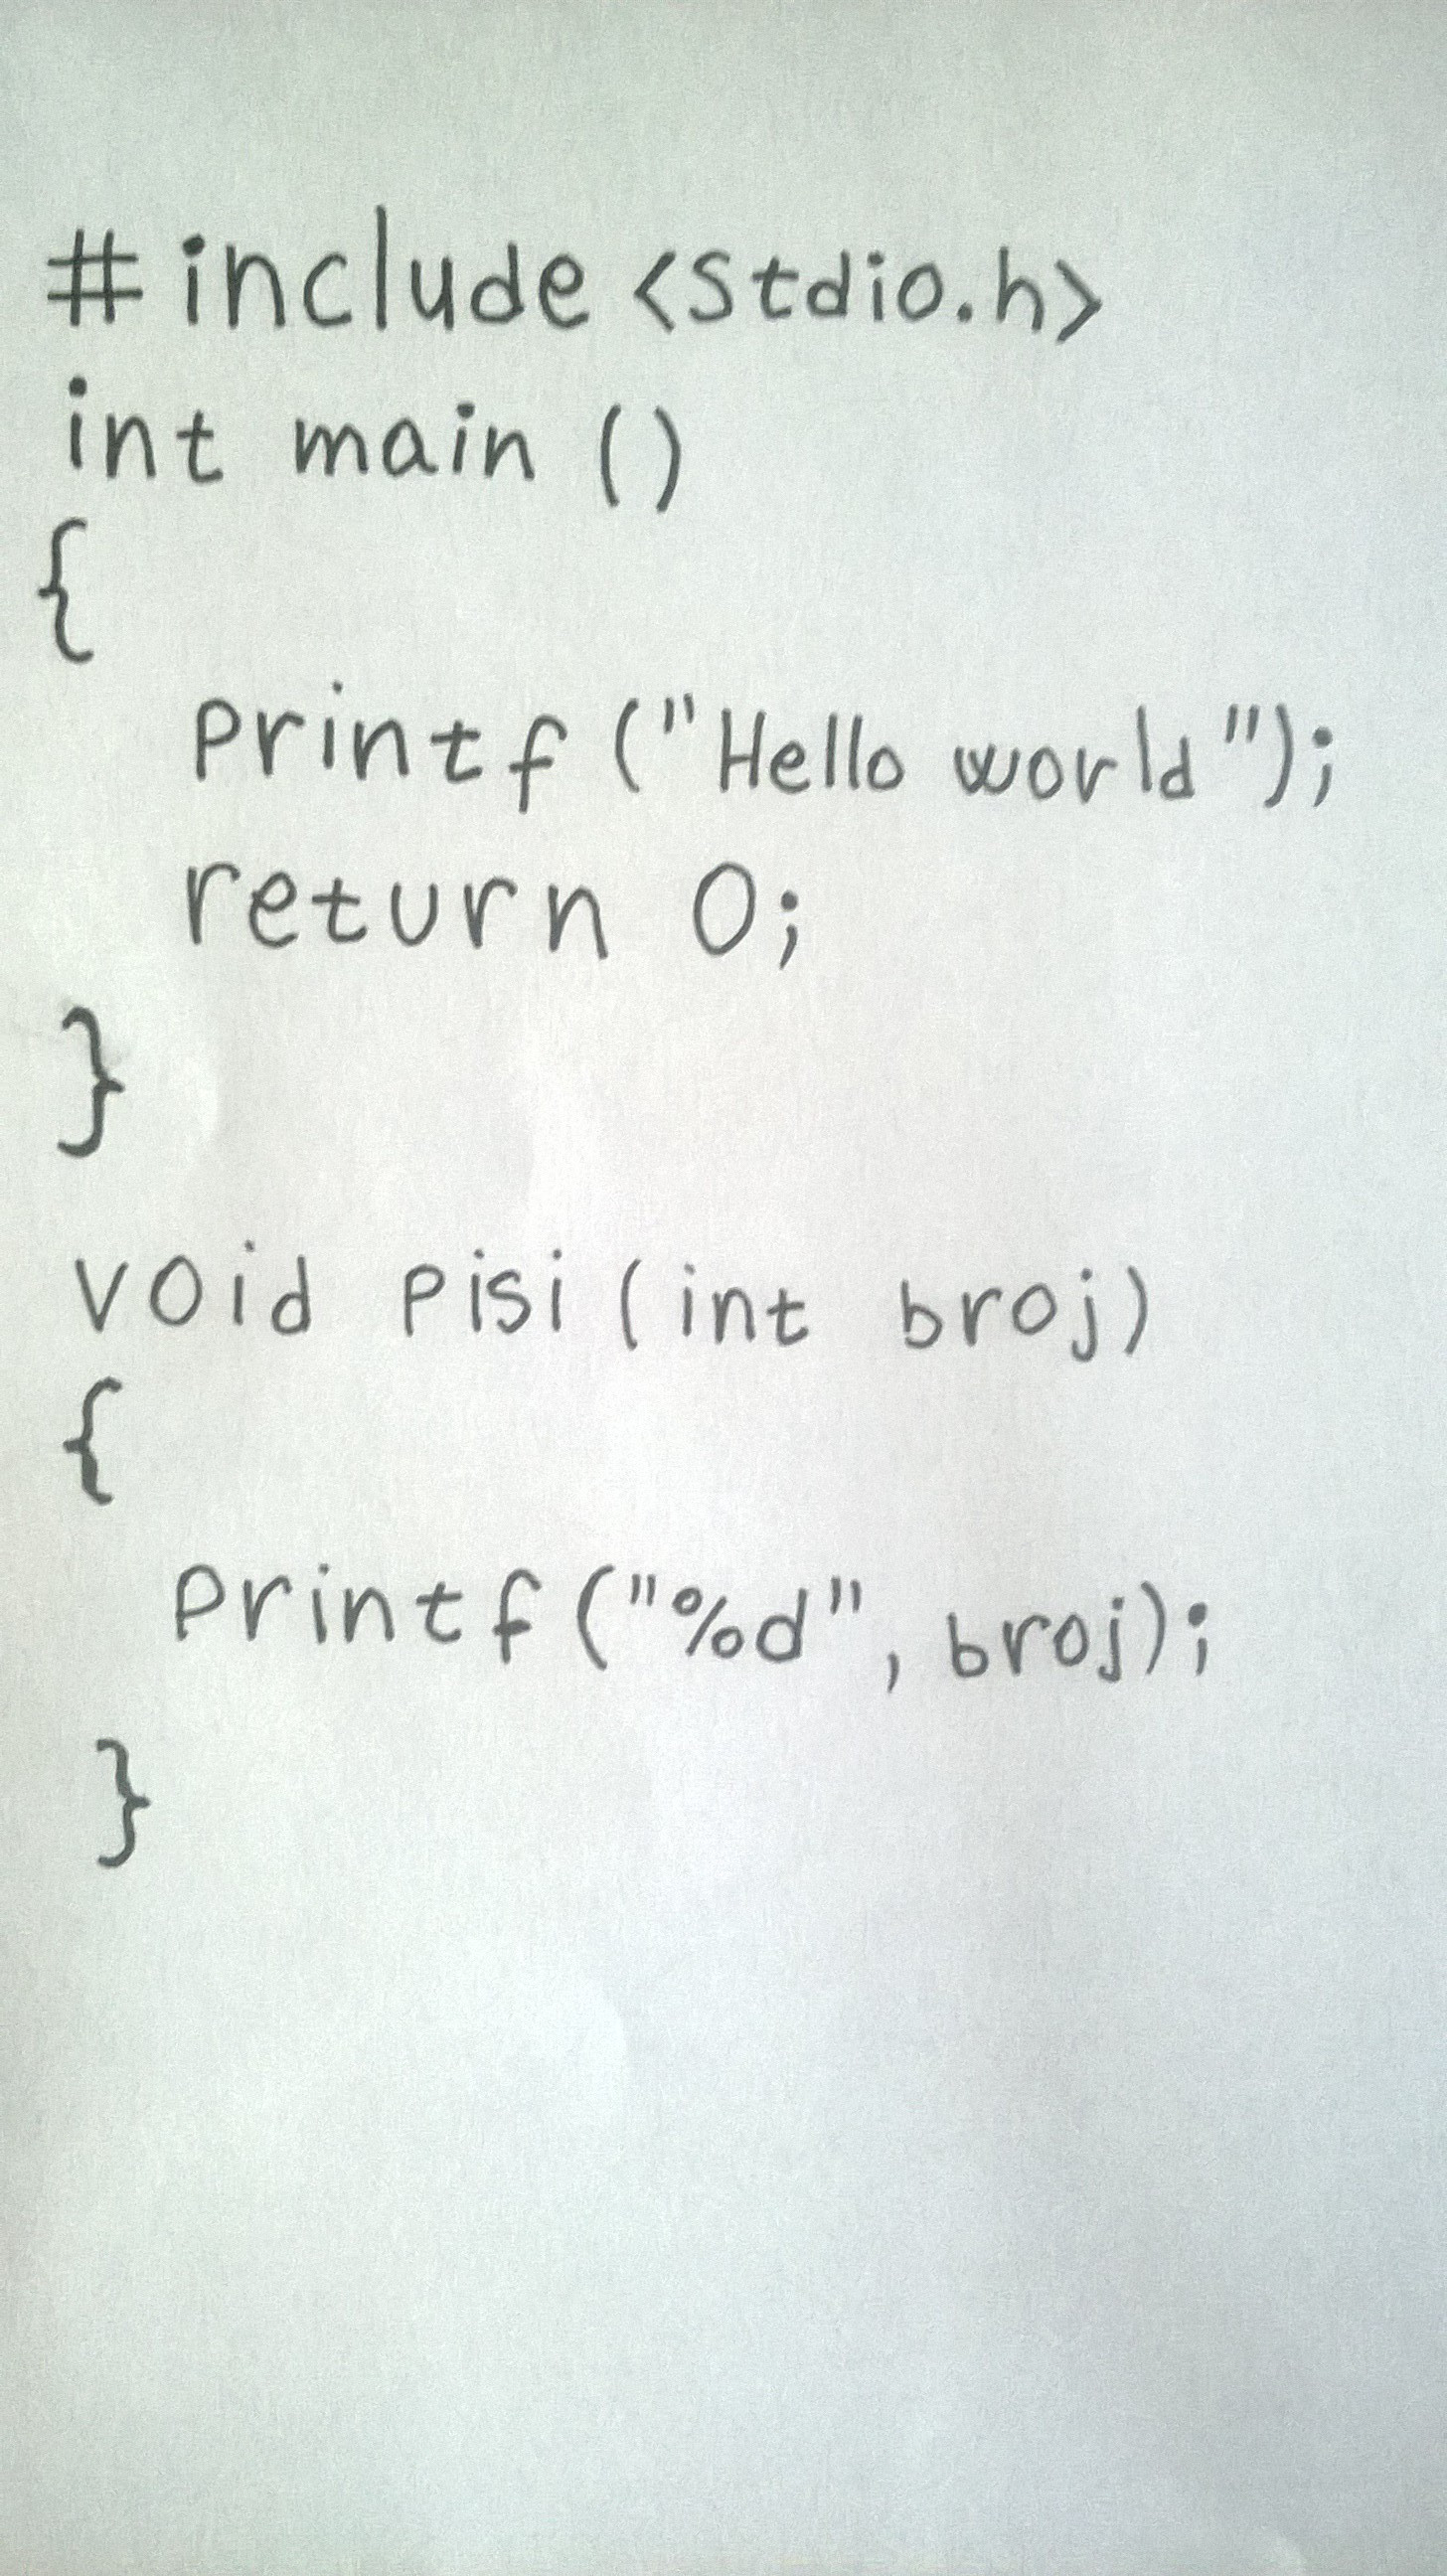 #include <stdio.h>
int main ()
{
printf ("Hello world");
return 0;
}
void pisi (int broj)
{
printf ("%d", broj);
}